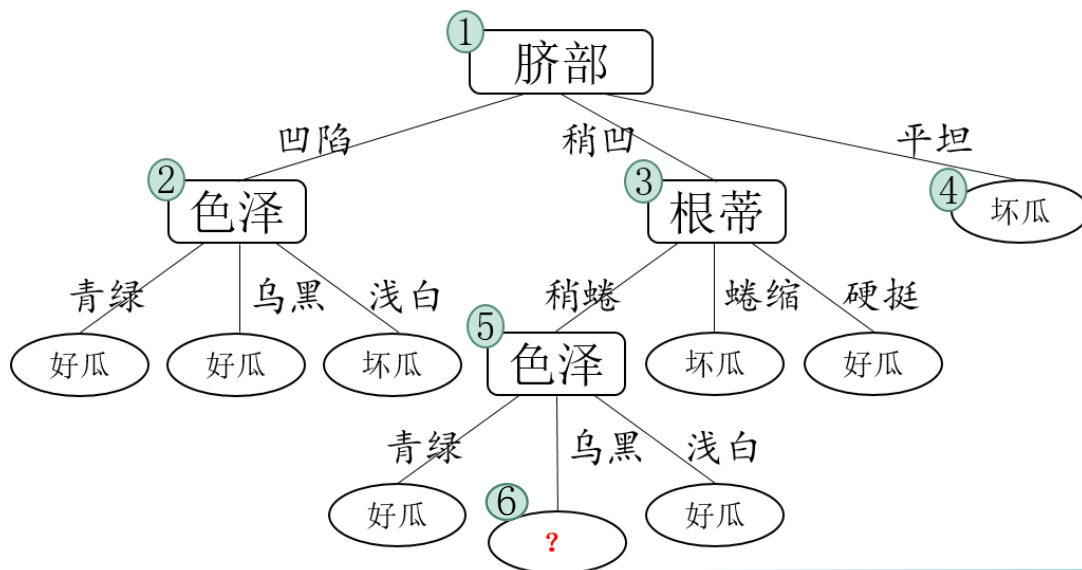 ① 脐部
凹陷 稍凹 平坦
② 色泽 ③ 根蒂 ④ 坏瓜
青绿 乌黑 浅白 稍蜷 蜷缩 硬挺
好瓜 好瓜 坏瓜 ⑤ 色泽 坏瓜 好瓜
青绿 乌黑 浅白
好瓜 ⑥ ? 好瓜